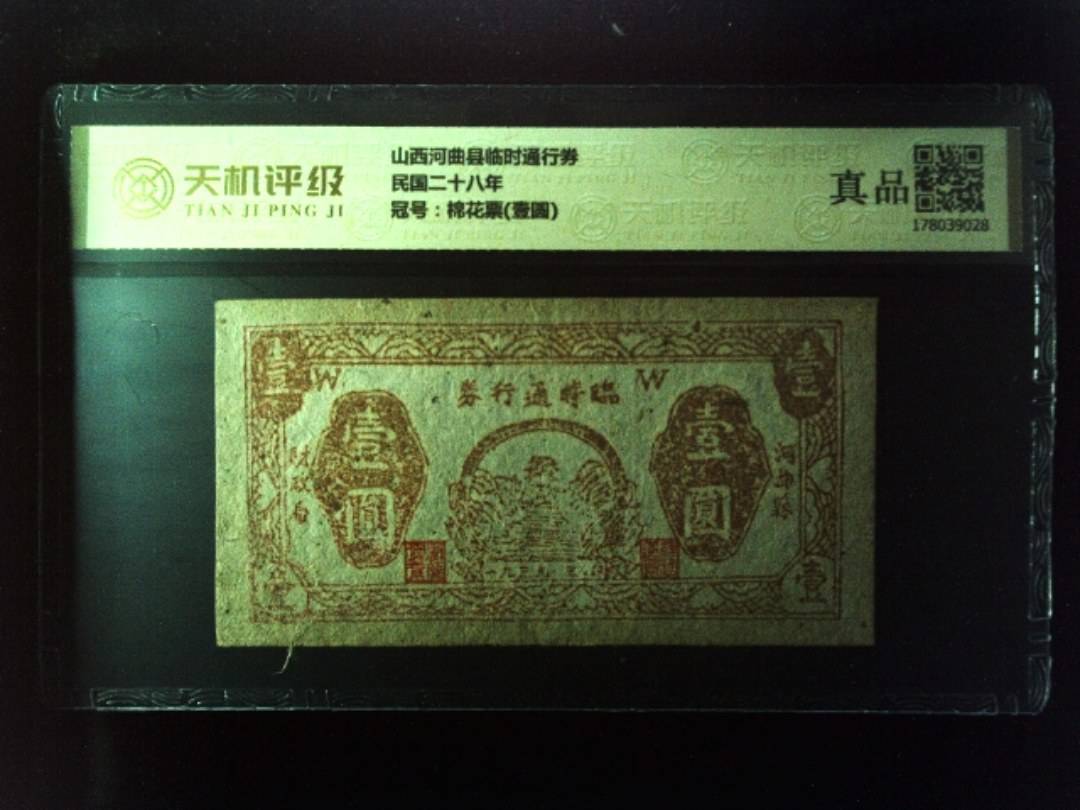 天机评级
TIAN JI PING JI
山西河曲县临时通行券
民国二十八年
冠号：棉花票(壹圆)
真品
178039028
壹
壹
W
W
臨時通行券
壹圓
壹圓
壹
壹